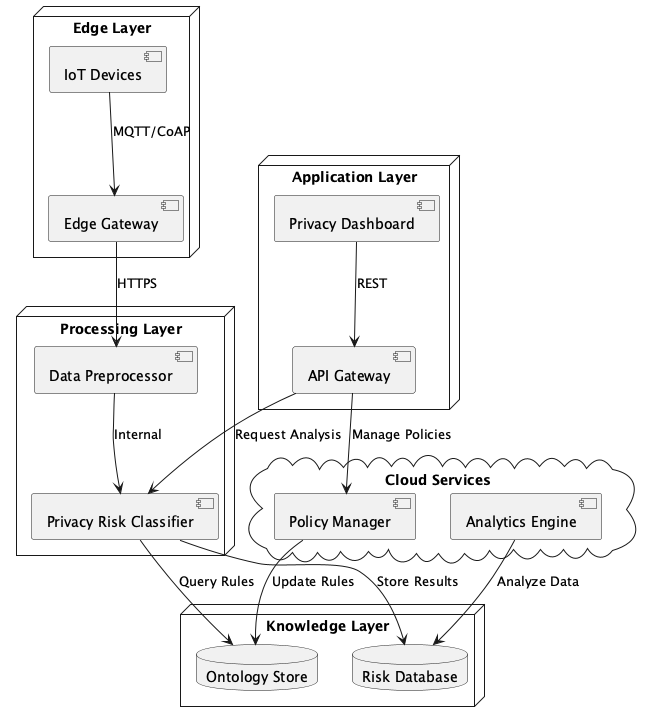 Edge Layer
IoT Devices
MQTT/CoAP
Edge Gateway
HTTPS
Application Layer
Privacy Dashboard
REST
API Gateway
Processing Layer
Data Preprocessor
Internal
Privacy Risk Classifier
Request Analysis
Manage Policies
Cloud Services
Policy Manager
Analytics Engine
Query Rules
Update Rules
Store Results
Analyze Data
Knowledge Layer
Ontology Store
Risk Database